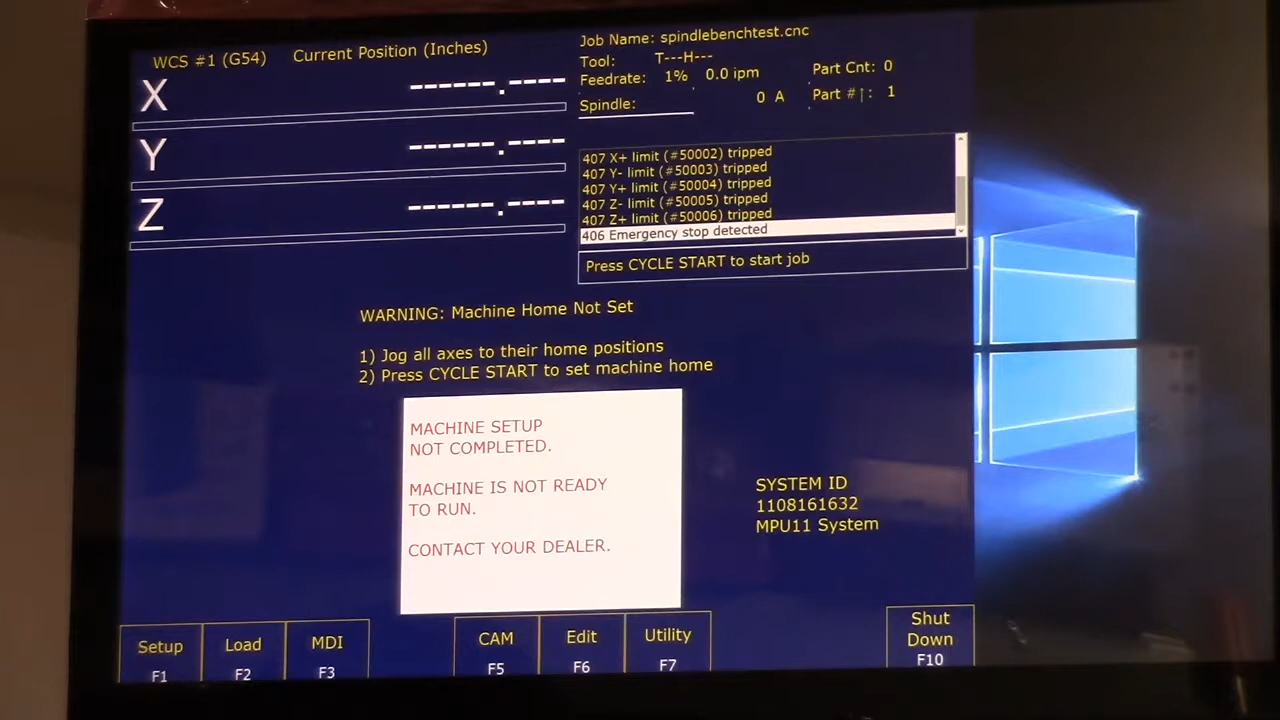 WCS #1 (G54) Current Position (Inches)
X ------.----
Y ------.----
Z ------.----
Job Name: spindlebenchtest.cnc
Tool: T---H---
Feedrate: 1% 0.0 ipm
Spindle: 0 A
Part Cnt: 0
Part #↑: 1
407 X+ limit (#50002) tripped
407 Y- limit (#50003) tripped
407 Y+ limit (#50004) tripped
407 Z- limit (#50005) tripped
407 Z+ limit (#50006) tripped
406 Emergency stop detected
Press CYCLE START to start job
WARNING: Machine Home Not Set
1) Jog all axes to their home positions
2) Press CYCLE START to set machine home
MACHINE SETUP
NOT COMPLETED.
MACHINE IS NOT READY
TO RUN.
CONTACT YOUR DEALER.
SYSTEM ID
1108161632
MPU11 System
Setup
F1
Load
F2
MDI
F3
CAM
F5
Edit
F6
Utility
F7
Shut
Down
F10